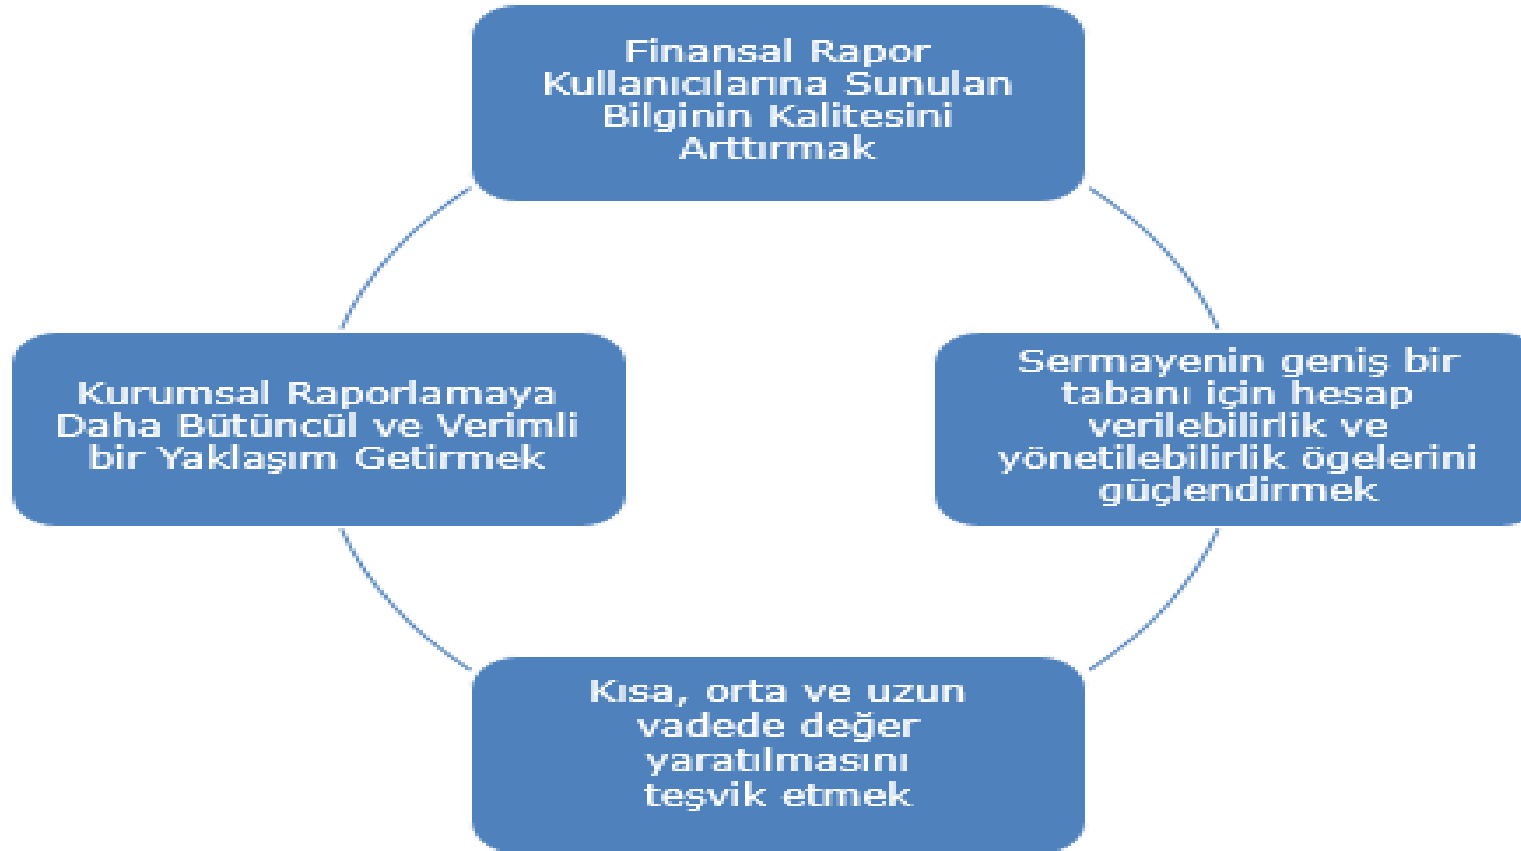 Finansal Rapor
Kullanıcılarına Sunulan
Bilginin Kalitesini
Arttırmak
Sermayenin geniş bir
tabanı için hesap
verilebilirlik ve
yönetilebilirlik ögelerini
güçlendirmek
Kısa, orta ve uzun
vadede değer
yaratılmasını
teşvik etmek
Kurumsal Raporlamaya
Daha Bütüncül ve Verimli
bir Yaklaşım Getirmek